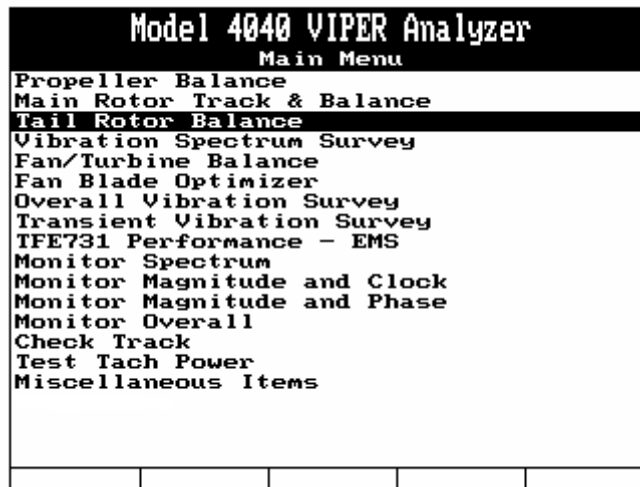 Model 4040 VIPER Analyzer
Main Menu
Propeller Balance
Main Rotor Track & Balance
Tail Rotor Balance
Vibration Spectrum Survey
Fan/Turbine Balance
Fan Blade Optimizer
Overall Vibration Survey
Transient Vibration Survey
TFE731 Performance - EMS
Monitor Spectrum
Monitor Magnitude and Clock
Monitor Magnitude and Phase
Monitor Overall
Check Track
Test Tach Power
Miscellaneous Items